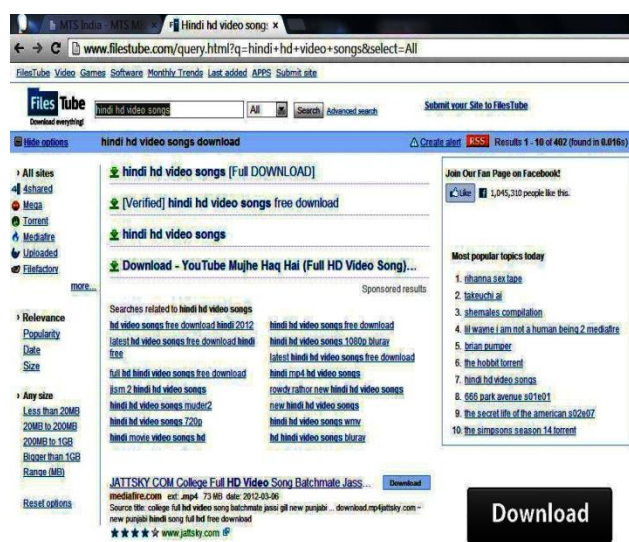 MTS India - MTS M
Hindi hd video song
www.filestube.com/query.html?q=hindi+hd+video+songs&select=All
FilesTube Video Games Software Monthly Trends Last added APPS Submit site
Files Tube
Download everything!
hindi hd video songs
All
Search
Advanced search
Submit your Site to FilesTube
Hide options
hindi hd video songs download
Create alert RSS Results 1 - 10 of 402 (found in 0.016s)
All sites
4shared
Mega
Torrent
Mediafire
Uploaded
Filefactory
more...
Relevance
Popularity
Date
Size
Any size
Less than 20MB
20MB to 200MB
200MB to 1GB
Bigger than 1GB
Range (MB)
Reset options
hindi hd video songs [Full DOWNLOAD]
[Verified] hindi hd video songs free download
hindi hd video songs
Download - YouTube Mujhe Haq Hai (Full HD Video Song)...
Sponsored results
Searches related to hindi hd video songs
hd video songs free download hindi 2012
latest hd video songs free download hindi
free
full hd hindi video songs free download
jism 2 hindi hd video songs
hindi hd video songs muder2
hindi hd video songs 720p
hindi movie video songs hd
hindi hd video songs free download
hindi hd video songs 1080p bluray
latest hindi hd video songs free download
hindi mp4 hd video songs
rowdy rathor new hindi hd video songs
new hindi hd video songs
hindi hd video songs wmv
hd hindi video songs bluray
JATTSKY COM College Full HD Video Song Batchmate Jass...
Download
mediafire.com ext: .mp4 73 MB date: 2012-03-06
Source title: college full hd video song batchmate jassi gil new punjabi ... download.mp4jattsky.com -
new punjabi hindi song full hd free download
www.jattsky.com
Join Our Fan Page on Facebook!
Like 1,045,310 people like this.
Most popular topics today
1. rihanna sex tape
2. takeuchi ai
3. shemales compilation
4. lil wayne i am not a human being 2 mediafire
5. brian pumper
6. the hobbit torrent
7. hindi hd video songs
8. 666 park avenue s01e01
9. the secret life of the american s02e07
10. the simpsons season 14 torrent
Download